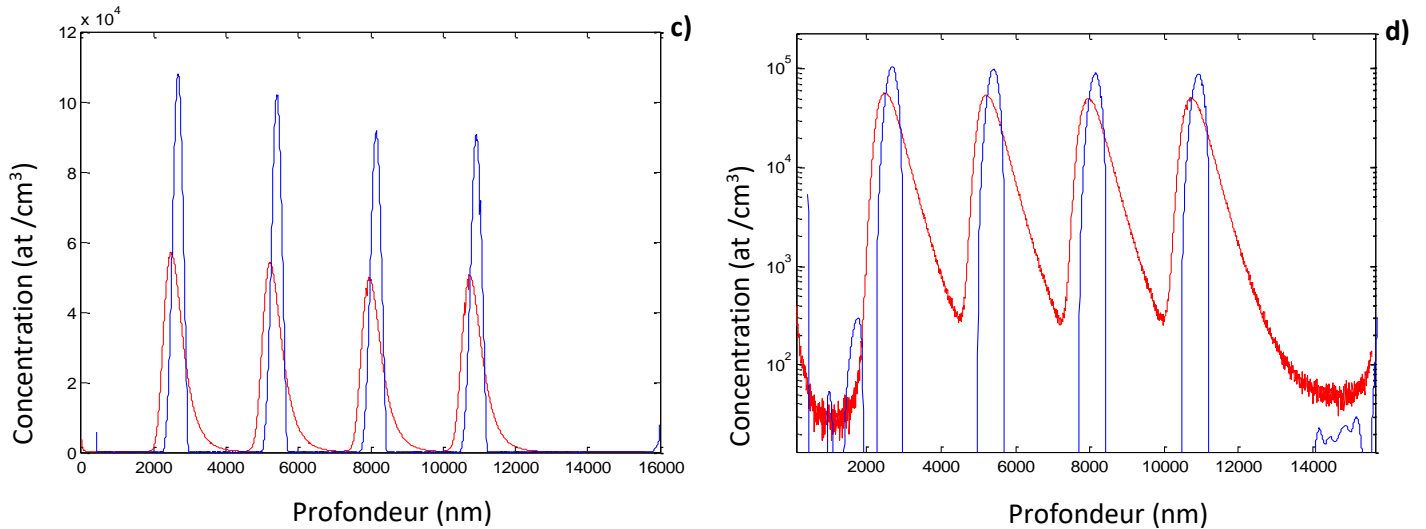 x 10⁴
c)
12
10
8
6
4
2
0
0 2000 4000 6000 8000 10000 12000 14000 16000
Concentration (at /cm³)
Profondeur (nm)
d)
10⁵
10⁴
10³
10²
2000 4000 6000 8000 10000 12000 14000
Concentration (at /cm³)
Profondeur (nm)